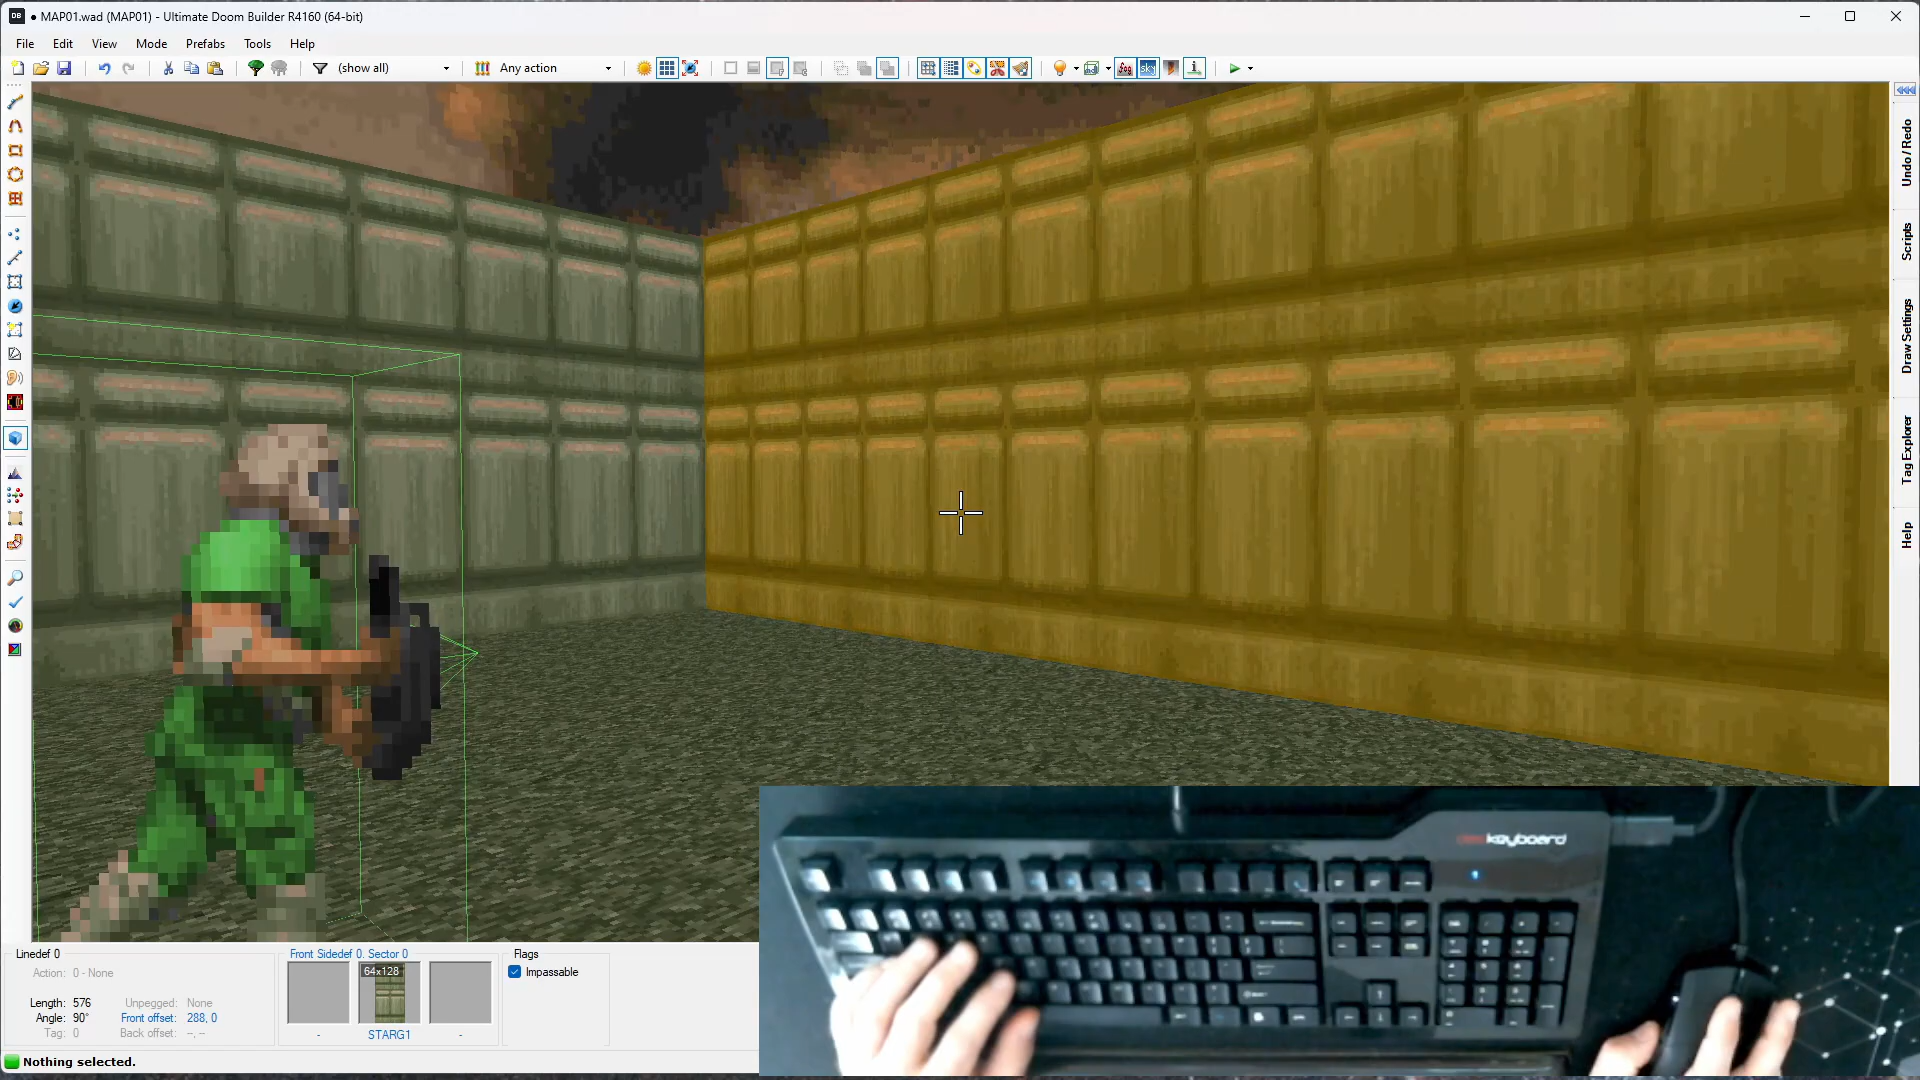 DB ● MAP01.wad (MAP01) - Ultimate Doom Builder R4160 (64-bit)
File Edit View Mode Prefabs Tools Help
(show all) Any action fog sky
Undo / Redo
Scripts
Draw Settings
Tag Explorer
Help
keyboard
Linedef 0
Action: 0 - None
Length: 576 Unpegged: None
Angle: 90° Front offset: 288, 0
Tag: 0 Back offset: --, --
Front Sidedef 0. Sector 0
64x128
- STARG1 -
Flags
Impassable
Nothing selected.